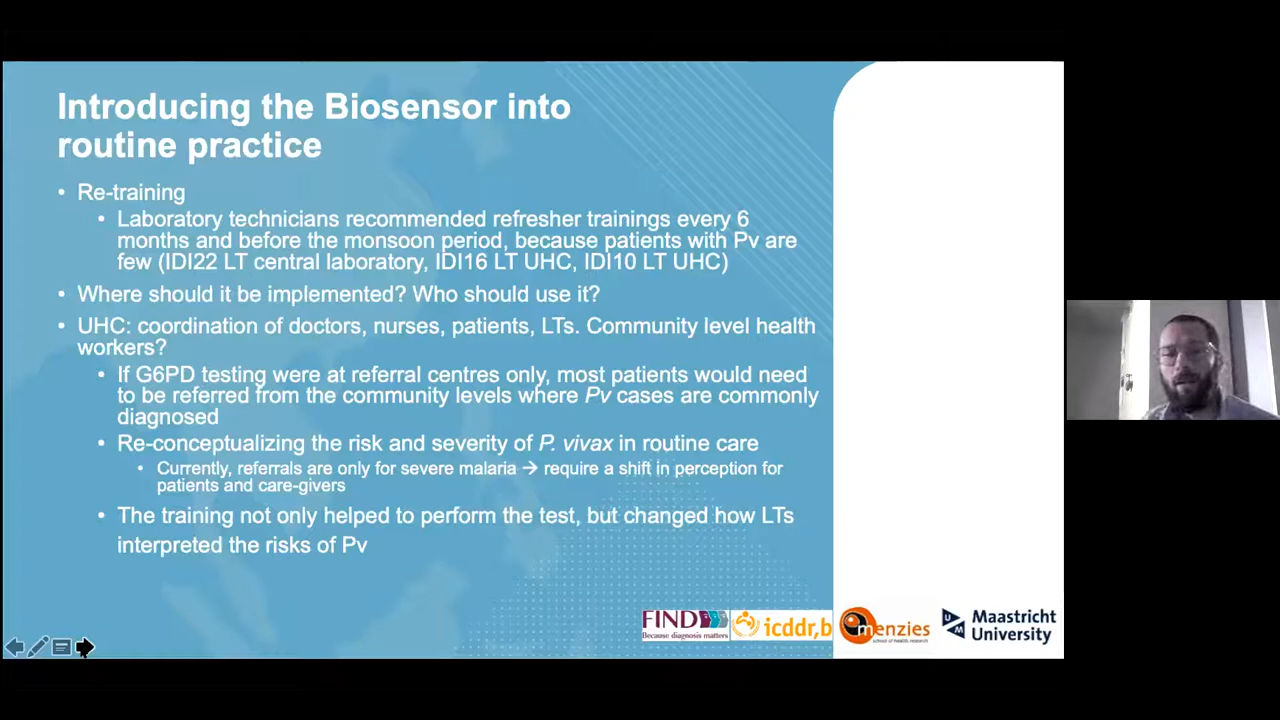 Introducing the Biosensor into
routine practice
• Re-training
• Laboratory technicians recommended refresher trainings every 6
months and before the monsoon period, because patients with Pv are
few (IDI22 LT central laboratory, IDI16 LT UHC, IDI10 LT UHC)
• Where should it be implemented? Who should use it?
• UHC: coordination of doctors, nurses, patients, LTs. Community level health
workers?
• If G6PD testing were at referral centres only, most patients would need
to be referred from the community levels where Pv cases are commonly
diagnosed
• Re-conceptualizing the risk and severity of P. vivax in routine care
• Currently, referrals are only for severe malaria → require a shift in perception for
patients and care-givers
• The training not only helped to perform the test, but changed how LTs
interpreted the risks of Pv
FIND
Because diagnosis matters
icddr,b
menzies
school of health research
Maastricht
University